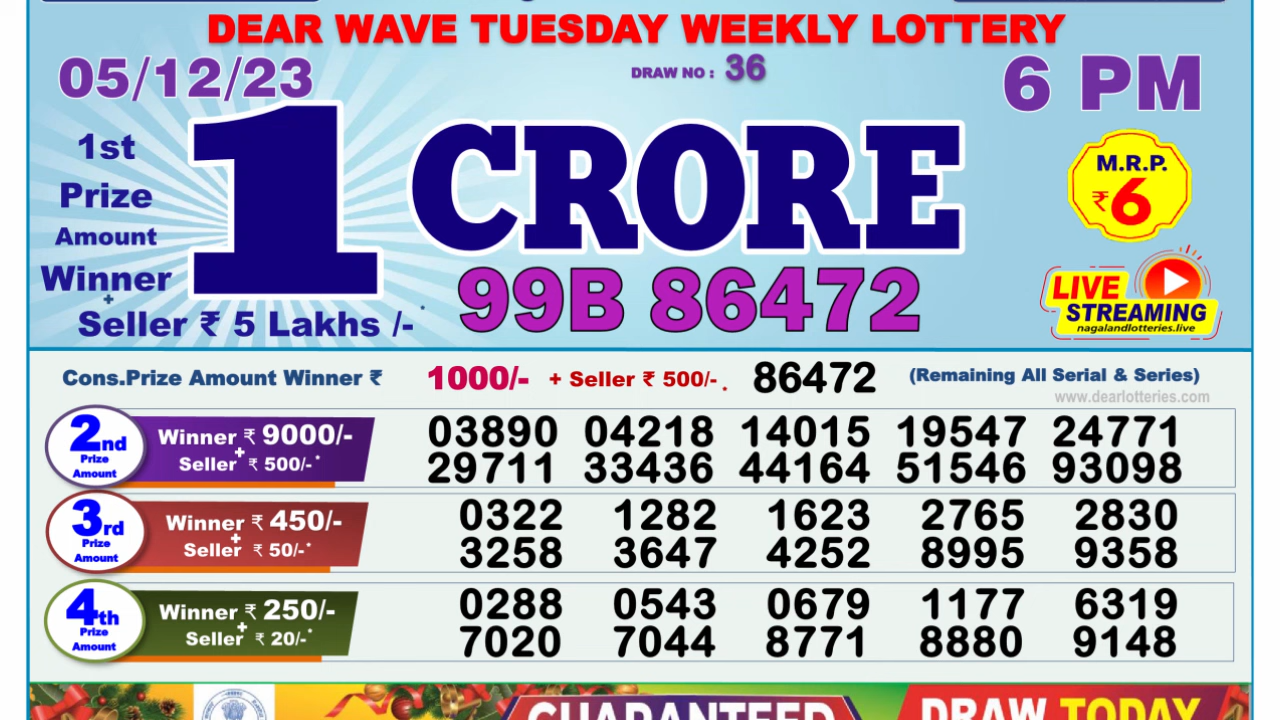 DEAR WAVE TUESDAY WEEKLY LOTTERY
05/12/23
DRAW NO : 36
6 PM
1st
Prize
Amount
Winner
+
Seller ₹ 5 Lakhs /- *
1 CRORE
99B 86472
M.R.P.
₹6
LIVE
STREAMING
nagalandlotteries.live
Cons.Prize Amount Winner ₹ 1000/- + Seller ₹ 500/- . 86472 (Remaining All Serial & Series)
www.dearlotteries.com
2nd
Prize
Amount
Winner ₹ 9000/-
+
Seller ₹ 500/- *
03890 04218 14015 19547 24771
29711 33436 44164 51546 93098
3rd
Prize
Amount
Winner ₹ 450/-
+
Seller ₹ 50/- *
0322 1282 1623 2765 2830
3258 3647 4252 8995 9358
4th
Prize
Amount
Winner ₹ 250/-
+
Seller ₹ 20/- *
0288 0543 0679 1177 6319
7020 7044 8771 8880 9148
GUARANTEED
DRAW TODAY